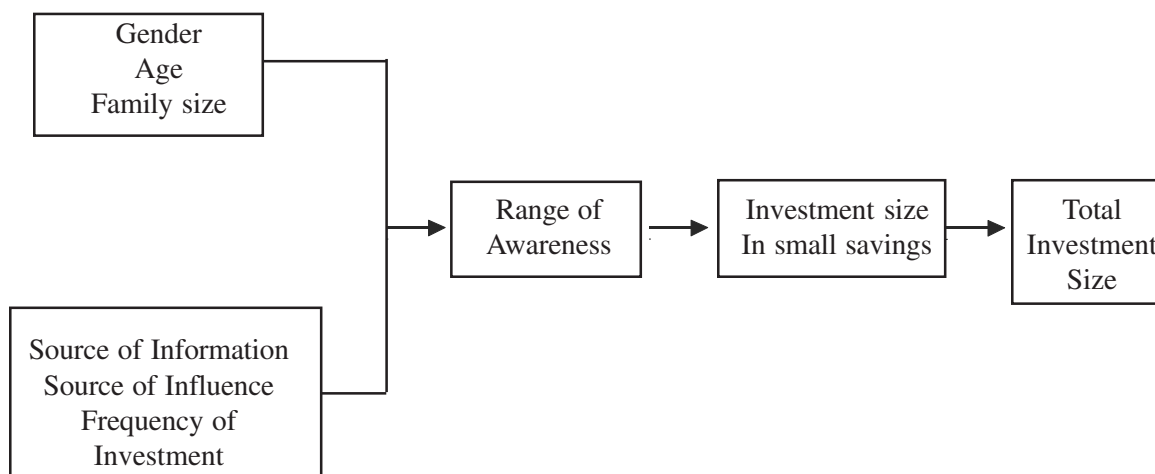 Gender
Age
Family size
Range of
Awareness
Investment size
In small savings
Total
Investment
Size
Source of Information
Source of Influence
Frequency of
Investment